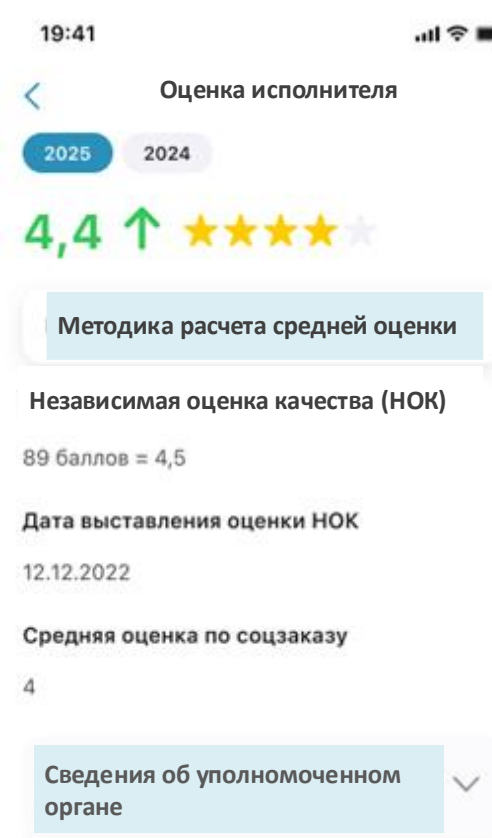 19:41
Оценка исполнителя
2025 2024
4,4
Методика расчета средней оценки
Независимая оценка качества (НОК)
89 баллов = 4,5
Дата выставления оценки НОК
12.12.2022
Средняя оценка по соцзаказу
4
Сведения об уполномоченном
органе